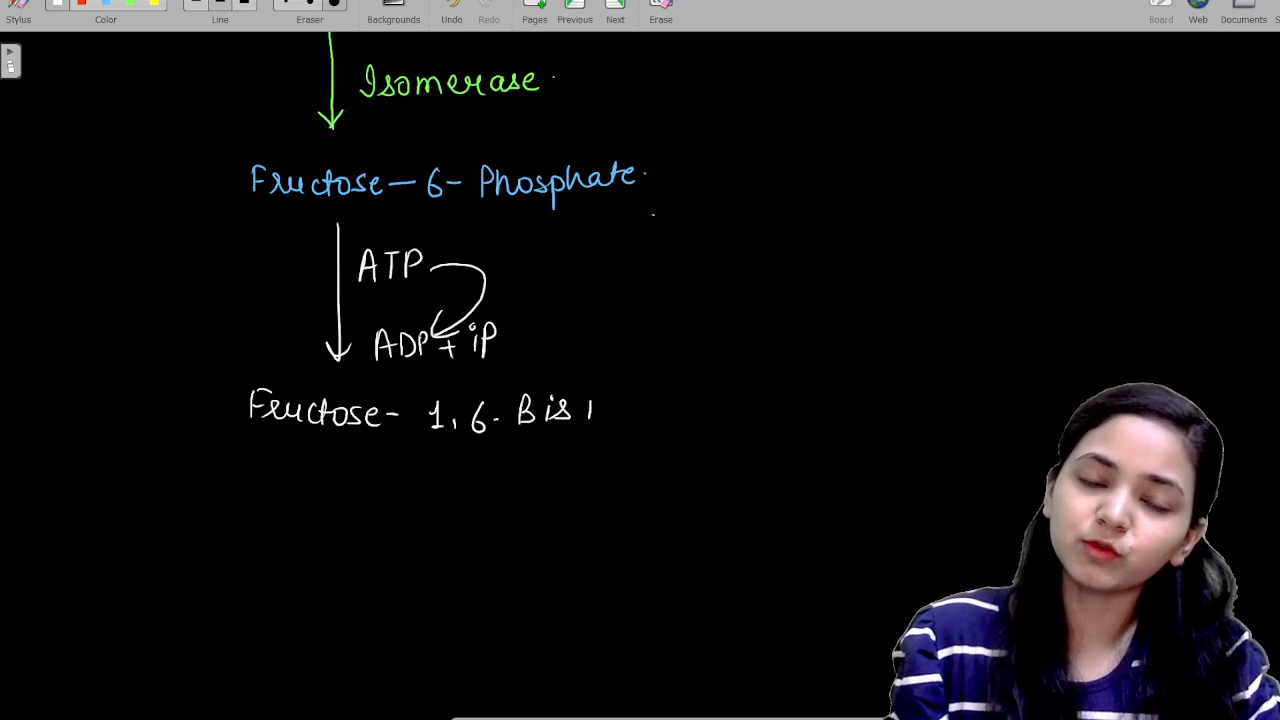 Stylus Color Line Eraser Backgrounds Undo Redo Pages Previous Next Erase Board Web Documents S
Isomerase
Fructose-6-Phosphate
ATP
ADP + iP
Fructose-1,6-Bis